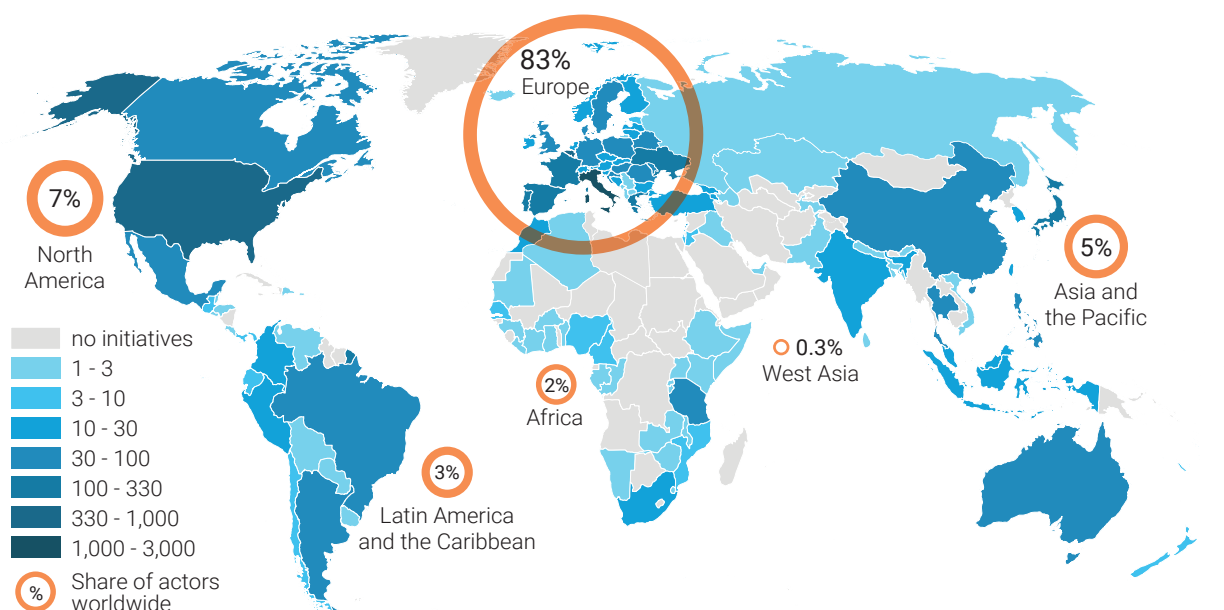 83%
Europe
7%
North
America
5%
Asia and
the Pacific
0.3%
West Asia
2%
Africa
3%
Latin America
and the Caribbean
no initiatives
1 - 3
3 - 10
10 - 30
30 - 100
100 - 330
330 - 1,000
1,000 - 3,000
% Share of actors
worldwide